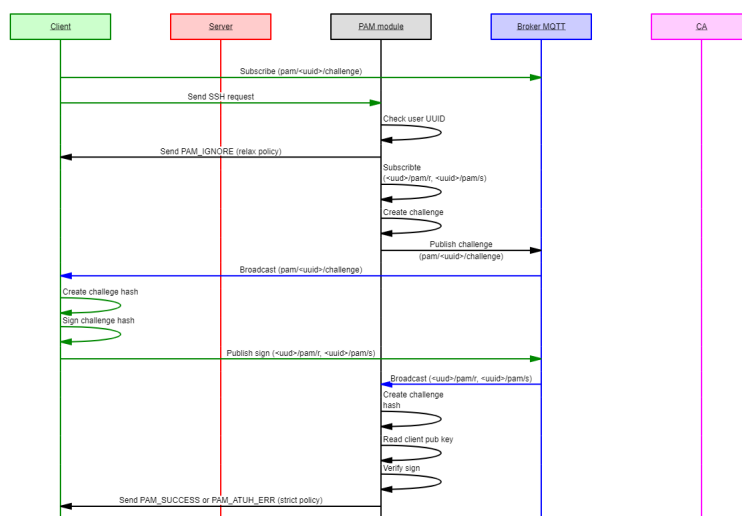 Client
Server
PAM module
Broker MQTT
CA
Subscribe (pam/<uuid>/challenge)
Send SSH request
Check user UUID
Send PAM_IGNORE (relax policy)
Subscribte
(<uud>/pam/r, <uuid>/pam/s)
Create challenge
Publish challenge
(pam/<uuid>/challenge)
Broadcast (pam/<uuid>/challenge)
Create challege hash
Sign challenge hash
Publish sign (<uud>/pam/r, <uuid>/pam/s)
Broadcast (<uud>/pam/r, <uuid>/pam/s)
Create challenge
hash
Read client pub key
Verify sign
Send PAM_SUCCESS or PAM_ATUH_ERR (strict policy)